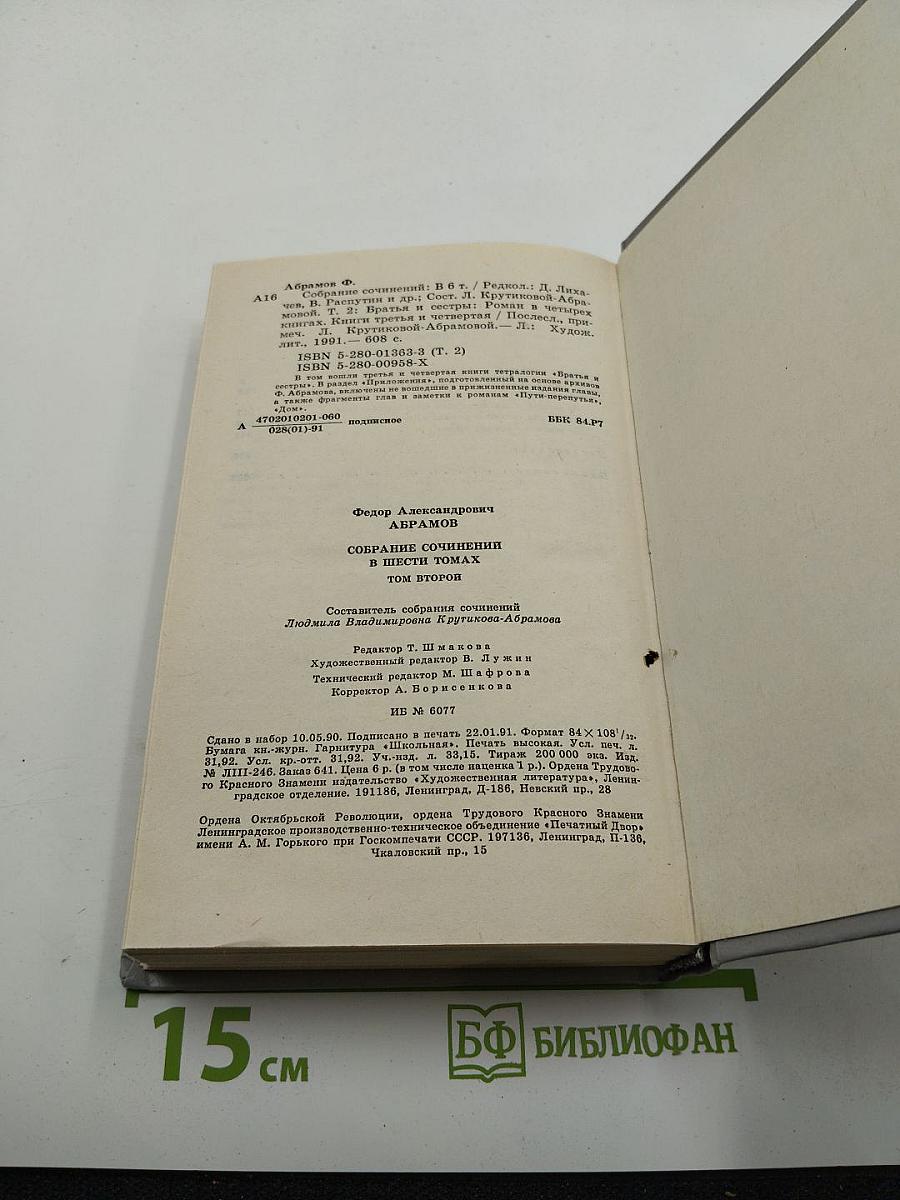 Абрамов Ф.
А16 Собрание сочинений: В 6 т. / Редкол.: Д. Лиха-
чев, В. Распутин и др.; Сост. Л. Крутиковой-Абра-
мовой. Т. 2: Братья и сестры: Роман в четырех
книгах. Книги третья и четвертая / Послесл., при-
меч. Л. Крутиковой-Абрамовой.— Л.: Худож.
лит., 1991.— 608 с.
ISBN 5-280-01363-3 (Т. 2)
ISBN 5-280-00958-X
В том вошли третья и четвертая книги тетралогии «Братья и
сестры». В раздел «Приложения», подготовленный на основе архивов
Ф. Абрамова, включены не вошедшие в прижизненные издания главы,
а также фрагменты глав и заметки к романам «Пути-перепутья»,
«Дом».
А 4702010201-060 подписное ББК 84.Р7
028(01)-91
Федор Александрович
АБРАМОВ
СОБРАНИЕ СОЧИНЕНИЙ
В ШЕСТИ ТОМАХ
ТОМ ВТОРОЙ
Составитель собрания сочинений
Людмила Владимировна Крутикова-Абрамова
Редактор Т. Шмакова
Художественный редактор В. Лужин
Технический редактор М. Шафрова
Корректор А. Борисенкова
ИБ № 6077
Сдано в набор 10.05.90. Подписано в печать 22.01.91. Формат 84×108¹/₃₂.
Бумага кн.-журн. Гарнитура «Школьная». Печать высокая. Усл. печ. л.
31,92. Усл. кр.-отт. 31,92. Уч.-изд. л. 33,15. Тираж 200 000 экз. Изд.
№ ЛIII-246. Заказ 641. Цена 6 р. (в том числе наценка 1 р.). Ордена Трудово-
го Красного Знамени издательство «Художественная литература», Ленин-
градское отделение. 191186, Ленинград, Д-186, Невский пр., 28
Ордена Октябрьской Революции, ордена Трудового Красного Знамени
Ленинградское производственно-техническое объединение «Печатный Двор»
имени А. М. Горького при Госкомпечати СССР. 197136, Ленинград, П-136,
Чкаловский пр., 15
15 см БФ БИБЛИОФАН